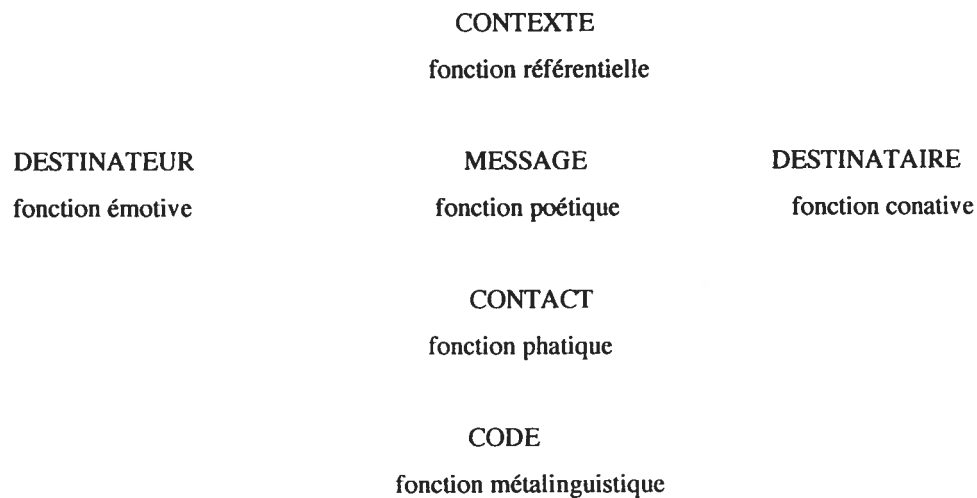 CONTEXTE
fonction référentielle
DESTINATEUR MESSAGE DESTINATAIRE
fonction émotive fonction poétique fonction conative
CONTACT
fonction phatique
CODE
fonction métalinguistique